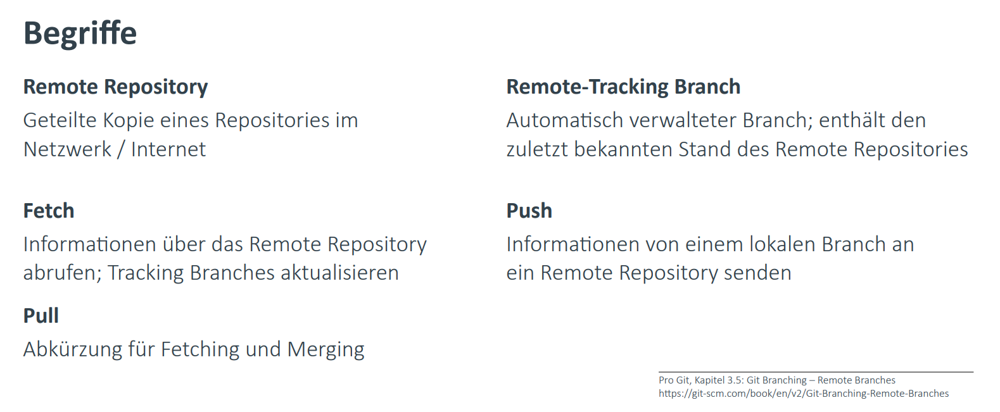 Begriffe
Remote Repository
Geteilte Kopie eines Repositories im
Netzwerk / Internet
Remote-Tracking Branch
Automatisch verwalteter Branch; enthält den
zuletzt bekannten Stand des Remote Repositories
Fetch
Informationen über das Remote Repository
abrufen; Tracking Branches aktualisieren
Push
Informationen von einem lokalen Branch an
ein Remote Repository senden
Pull
Abkürzung für Fetching und Merging
Pro Git, Kapitel 3.5: Git Branching – Remote Branches
https://git-scm.com/book/en/v2/Git-Branching-Remote-Branches